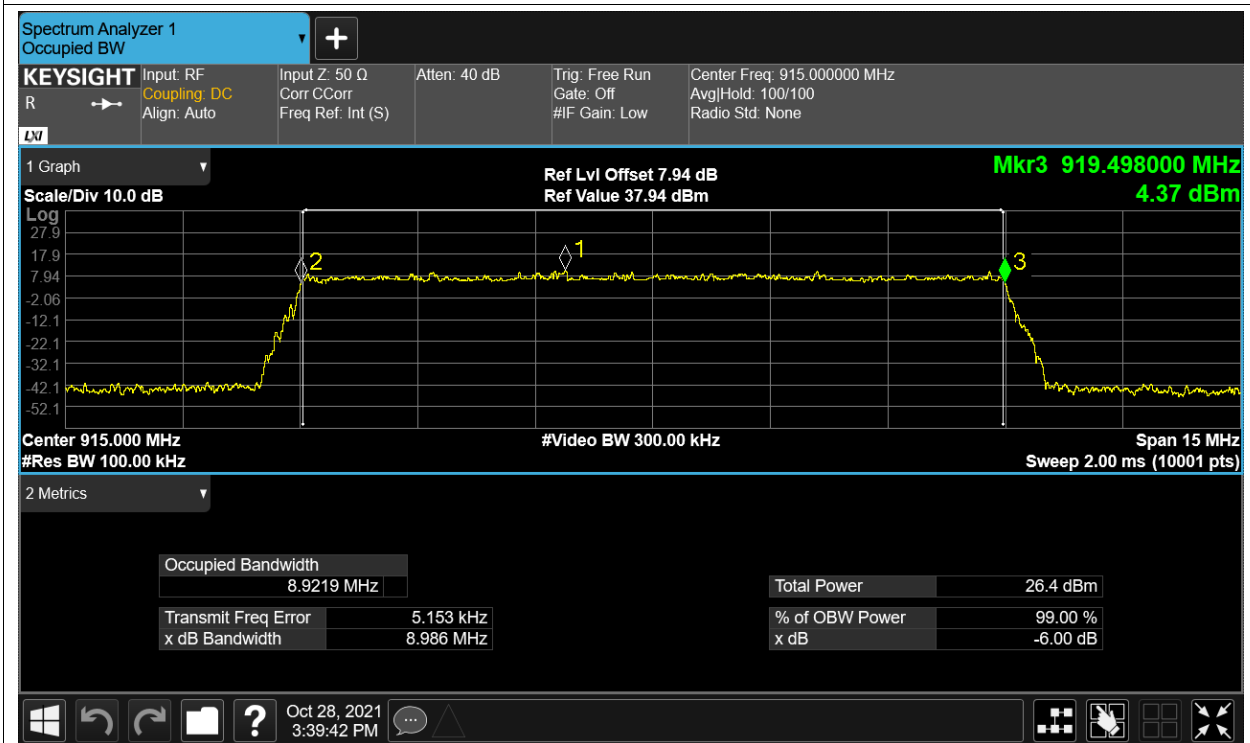 Spectrum Analyzer 1
Occupied BW
KEYSIGHT
R
LXI
Input: RF
Coupling: DC
Align: Auto
Input Z: 50 Ω
Corr CCorr
Freq Ref: Int (S)
Atten: 40 dB
Trig: Free Run
Gate: Off
#IF Gain: Low
Center Freq: 915.000000 MHz
Avg|Hold: 100/100
Radio Std: None
1 Graph
Scale/Div 10.0 dB
Ref Lvl Offset 7.94 dB
Ref Value 37.94 dBm
Mkr3 919.498000 MHz
4.37 dBm
Log
27.9
17.9
7.94
-2.06
-12.1
-22.1
-32.1
-42.1
-52.1
2
1
3
Center 915.000 MHz
#Res BW 100.00 kHz
#Video BW 300.00 kHz
Span 15 MHz
Sweep 2.00 ms (10001 pts)
2 Metrics
Occupied Bandwidth
8.9219 MHz
Transmit Freq Error 5.153 kHz
x dB Bandwidth 8.986 MHz
Total Power 26.4 dBm
% of OBW Power 99.00 %
x dB -6.00 dB
?
Oct 28, 2021
3:39:42 PM